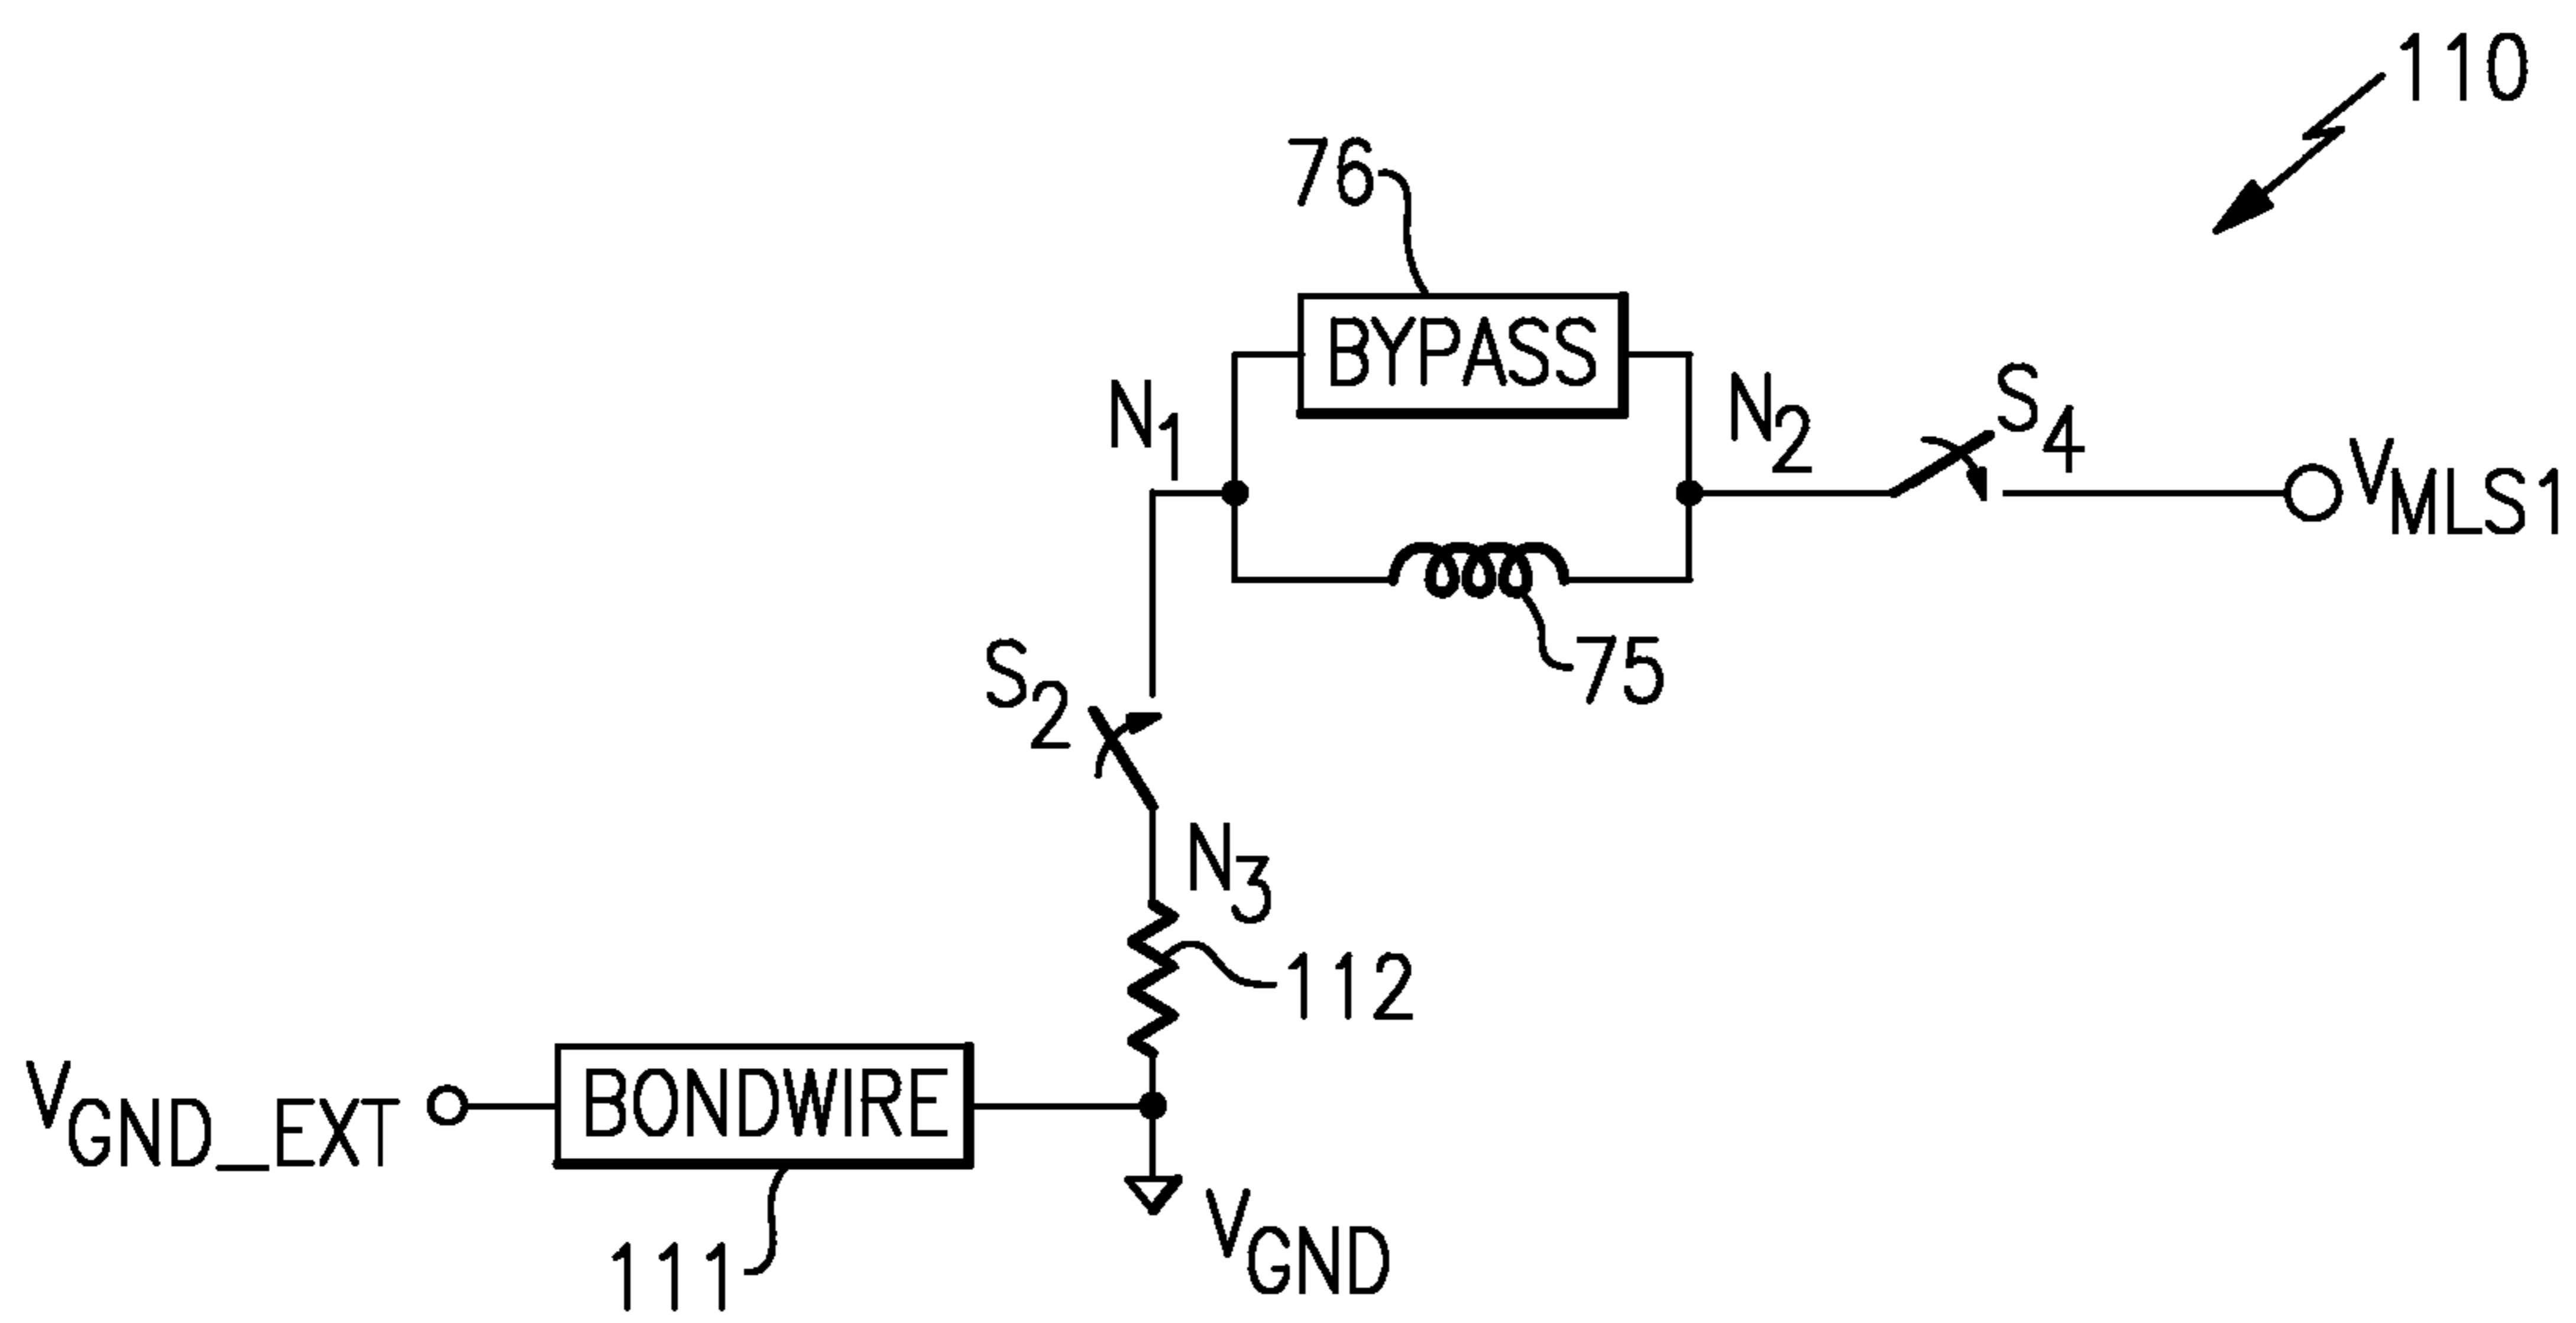 110
76
BYPASS
N1
N2
S4
VMLS1
75
S2
N3
112
VGND_EXT
BONDWIRE
111
VGND